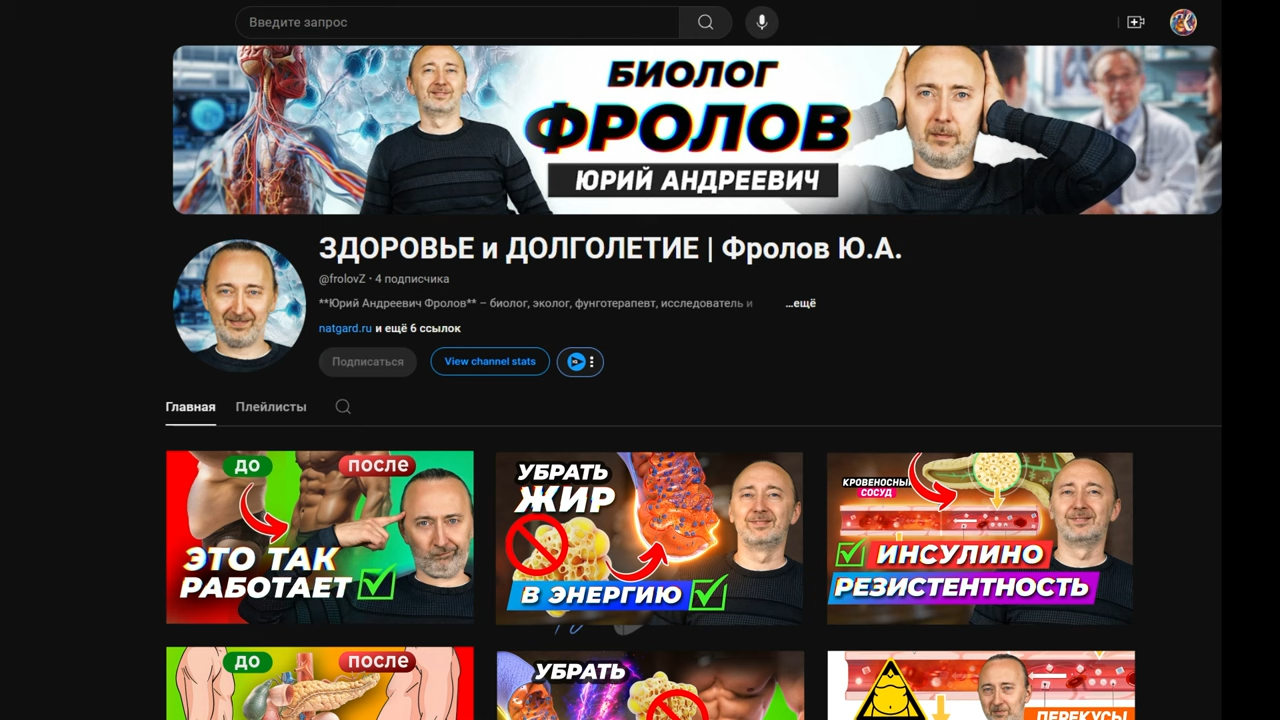 Введите запрос
БИОЛОГ
ФРОЛОВ
ЮРИЙ АНДРЕЕВИЧ
ЗДОРОВЬЕ и ДОЛГОЛЕТИЕ | Фролов Ю.А.
@frolovZ • 4 подписчика
**Юрий Андреевич Фролов** – биолог, эколог, фунготерапевт, исследователь и ...ещё
natgard.ru и ещё 6 ссылок
Подписаться
View channel stats
Главная
Плейлисты
до
после
ЭТО ТАК
РАБОТАЕТ
УБРАТЬ
ЖИР
В ЭНЕРГИЮ
КРОВЕНОСНЫЙ
СОСУД
ИНСУЛИНО
РЕЗИСТЕНТНОСТЬ
до
после
УБРАТЬ
ПЕРЕКУСЫ